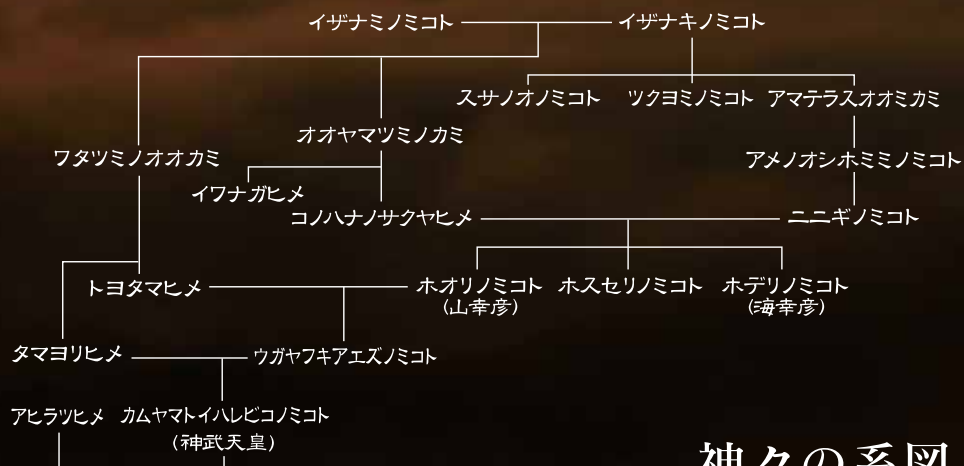 イザナミノミコト
イザナキノミコト
スサノオノミコト
ツクヨミノミコト
アマテラスオオミカミ
オオヤマツミノカミ
ワタツミノオオカミ
アメノオシホミミノミコト
イワナガヒメ
コノハナノサクヤヒメ
ニニギノミコト
トヨタマヒメ
ホオリノミコト
(山幸彦)
ホスセリノミコト
ホデリノミコト
(海幸彦)
タマヨリヒメ
ウガヤフキアエズノミコト
アヒラツヒメ
カムヤマトイハレビコノミコト
(神武天皇)
神々の系図